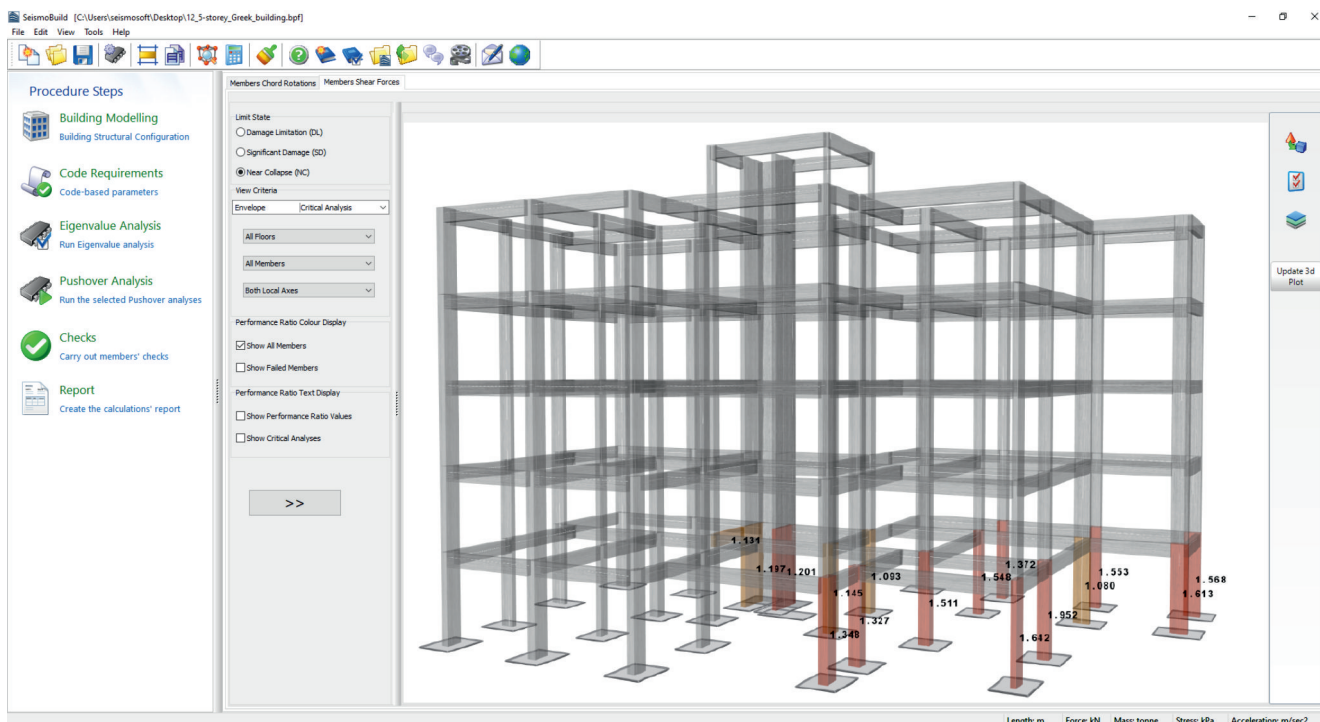 SeismoBuild [C:\Users\seismosoft\Desktop\12_5-storey_Greek_building.bpf]
File Edit View Tools Help
Procedure Steps
Building Modelling
Building Structural Configuration
Code Requirements
Code-based parameters
Eigenvalue Analysis
Run Eigenvalue analysis
Pushover Analysis
Run the selected Pushover analyses
Checks
Carry out members' checks
Report
Create the calculations' report
Members Chord Rotations Members Shear Forces
Limit State
Damage Limitation (DL)
Significant Damage (SD)
Near Collapse (NC)
View Criteria
Envelope Critical Analysis
All Floors
All Members
Both Local Axes
Performance Ratio Colour Display
Show All Members
Show Failed Members
Performance Ratio Text Display
Show Performance Ratio Values
Show Critical Analyses
>>
1.131
1.197 1.201
1.093
1.145
1.327
1.348
1.511
1.548
1.372
1.553
1.080
1.568
1.613
1.952
1.642
Update 3d
Plot
Length: m Force: kN Mass: tonne Stress: kPa Acceleration: m/sec2